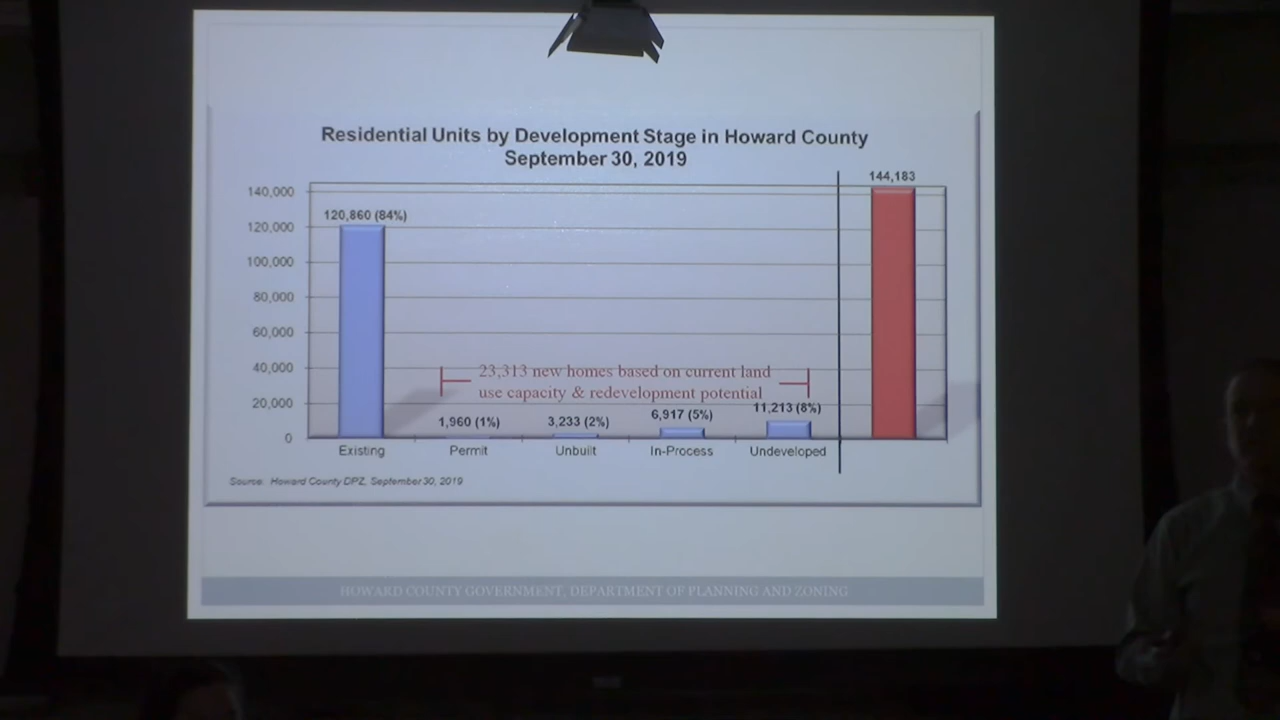 Residential Units by Development Stage in Howard County
September 30, 2019
144,183
140,000
120,860 (84%)
120,000
100,000
80,000
60,000
40,000
23,313 new homes based on current land
use capacity & redevelopment potential
20,000
1,960 (1%)
3,233 (2%)
6,917 (5%)
11,213 (8%)
0
Existing
Permit
Unbuilt
In-Process
Undeveloped
Source: Howard County DPZ, September 30, 2019
HOWARD COUNTY GOVERNMENT, DEPARTMENT OF PLANNING AND ZONING